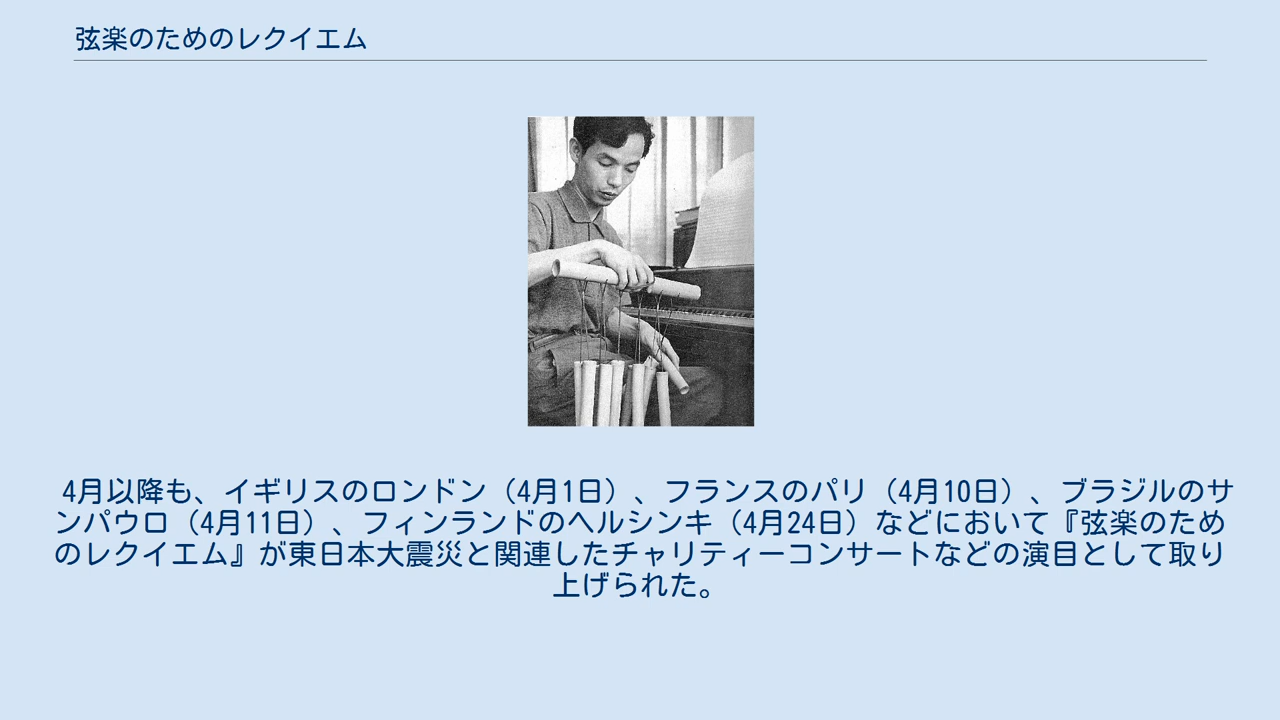 弦楽のためのレクイエム
4月以降も、イギリスのロンドン（4月1日）、フランスのパリ（4月10日）、ブラジルのサ
ンパウロ（4月11日）、フィンランドのヘルシンキ（4月24日）などにおいて『弦楽のため
のレクイエム』が東日本大震災と関連したチャリティーコンサートなどの演目として取り
上げられた。